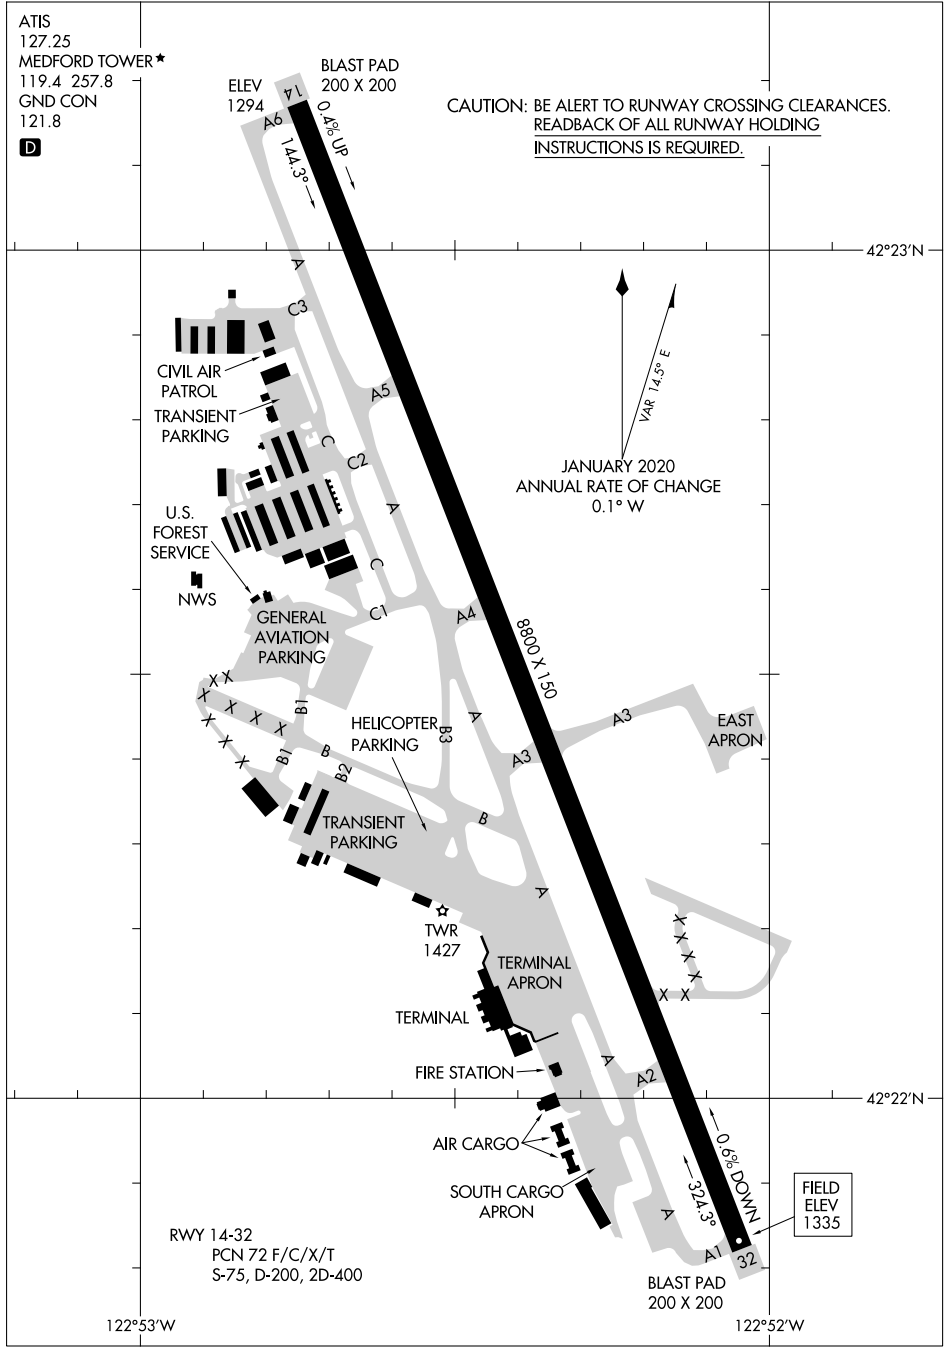 ATIS
127.25
MEDFORD TOWER★
119.4 257.8
GND CON
121.8
D
ELEV
1294
BLAST PAD
200 X 200
14
CAUTION: BE ALERT TO RUNWAY CROSSING CLEARANCES.
READBACK OF ALL RUNWAY HOLDING
INSTRUCTIONS IS REQUIRED.
A6
0.4% UP
144.3°
42°23'N
A
C3
VAR 14.5° E
CIVIL AIR
PATROL
A5
TRANSIENT
PARKING
C
C2
JANUARY 2020
ANNUAL RATE OF CHANGE
0.1° W
A
U.S.
FOREST
SERVICE
C
NWS
C1
A4
GENERAL
AVIATION
PARKING
8800 X 150
X X
X
X
X
X
X
X
X
B1
B3
A
A3
EAST
APRON
HELICOPTER
PARKING
B1
B
B2
A3
TRANSIENT
PARKING
B
A
TWR
1427
X
X
X
X
X X
TERMINAL
APRON
TERMINAL
FIRE STATION
A
A2
42°22'N
AIR CARGO
0.6% DOWN
324.3°
SOUTH CARGO
APRON
FIELD
ELEV
1335
A
A1
32
RWY 14-32
PCN 72 F/C/X/T
S-75, D-200, 2D-400
BLAST PAD
200 X 200
122°53'W
122°52'W